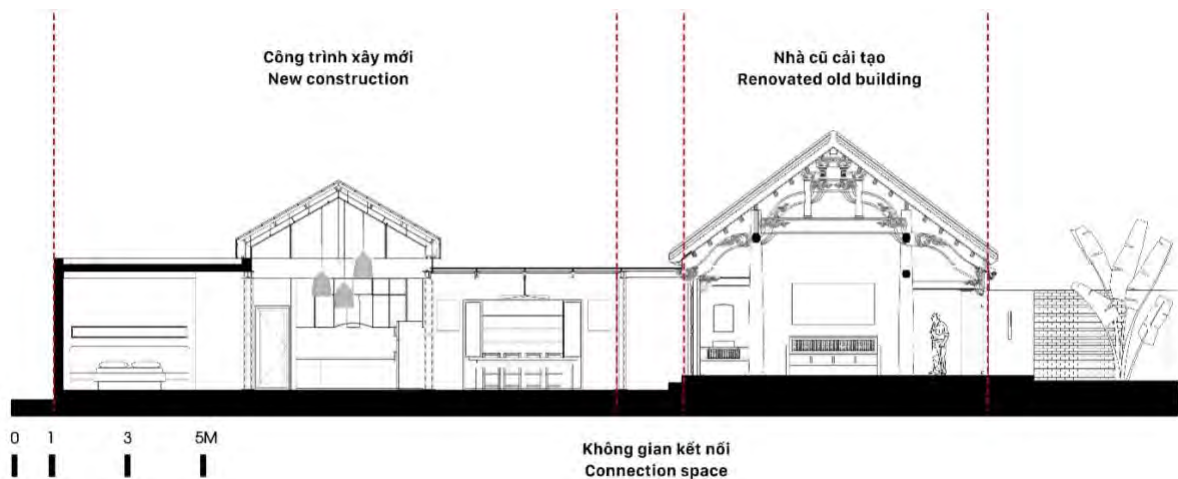 Công trình xây mới
New construction
Nhà cũ cải tạo
Renovated old building
0 1 3 5M
Không gian kết nối
Connection space